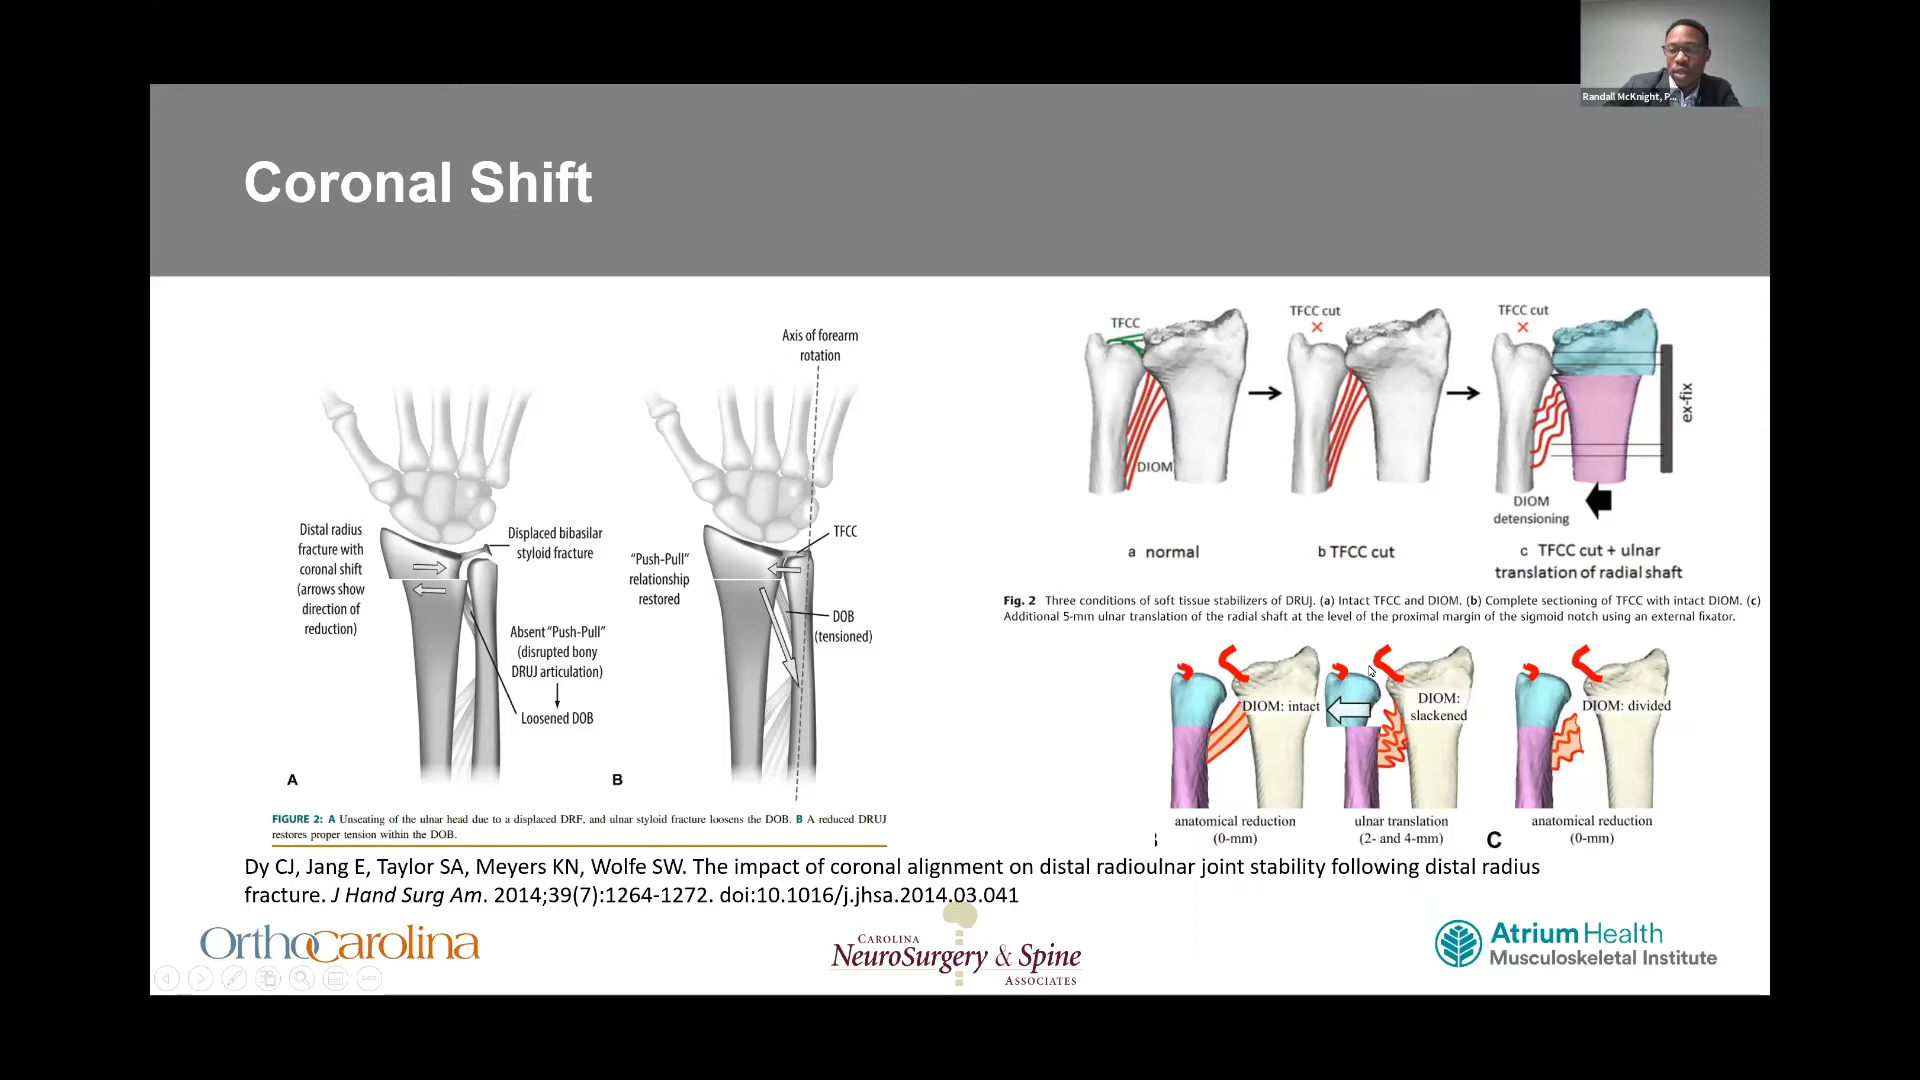 Randall McKnight, P...
Coronal Shift
Axis of forearm
rotation
Distal radius
fracture with
coronal shift
(arrows show
direction of
reduction)
Displaced bibasilar
styloid fracture
Absent “Push-Pull”
(disrupted bony
DRUJ articulation)
Loosened DOB
A
“Push-Pull”
relationship
restored
TFCC
DOB
(tensioned)
B
FIGURE 2: A Unseating of the ulnar head due to a displaced DRF, and ulnar styloid fracture loosens the DOB. B A reduced DRUJ
restores proper tension within the DOB.
TFCC
DIOM
a normal
TFCC cut
b TFCC cut
TFCC cut
ex-fix
DIOM
detensioning
c TFCC cut + ulnar
translation of radial shaft
Fig. 2 Three conditions of soft tissue stabilizers of DRUJ. (a) Intact TFCC and DIOM. (b) Complete sectioning of TFCC with intact DIOM. (c)
Additional 5-mm ulnar translation of the radial shaft at the level of the proximal margin of the sigmoid notch using an external fixator.
DIOM: intact
anatomical reduction
(0-mm)
DIOM:
slackened
ulnar translation
(2- and 4-mm)
C
DIOM: divided
anatomical reduction
(0-mm)
Dy CJ, Jang E, Taylor SA, Meyers KN, Wolfe SW. The impact of coronal alignment on distal radioulnar joint stability following distal radius
fracture. J Hand Surg Am. 2014;39(7):1264-1272. doi:10.1016/j.jhsa.2014.03.041
OrthoCarolina
CAROLINA
NEUROSURGERY & SPINE
ASSOCIATES
Atrium Health
Musculoskeletal Institute